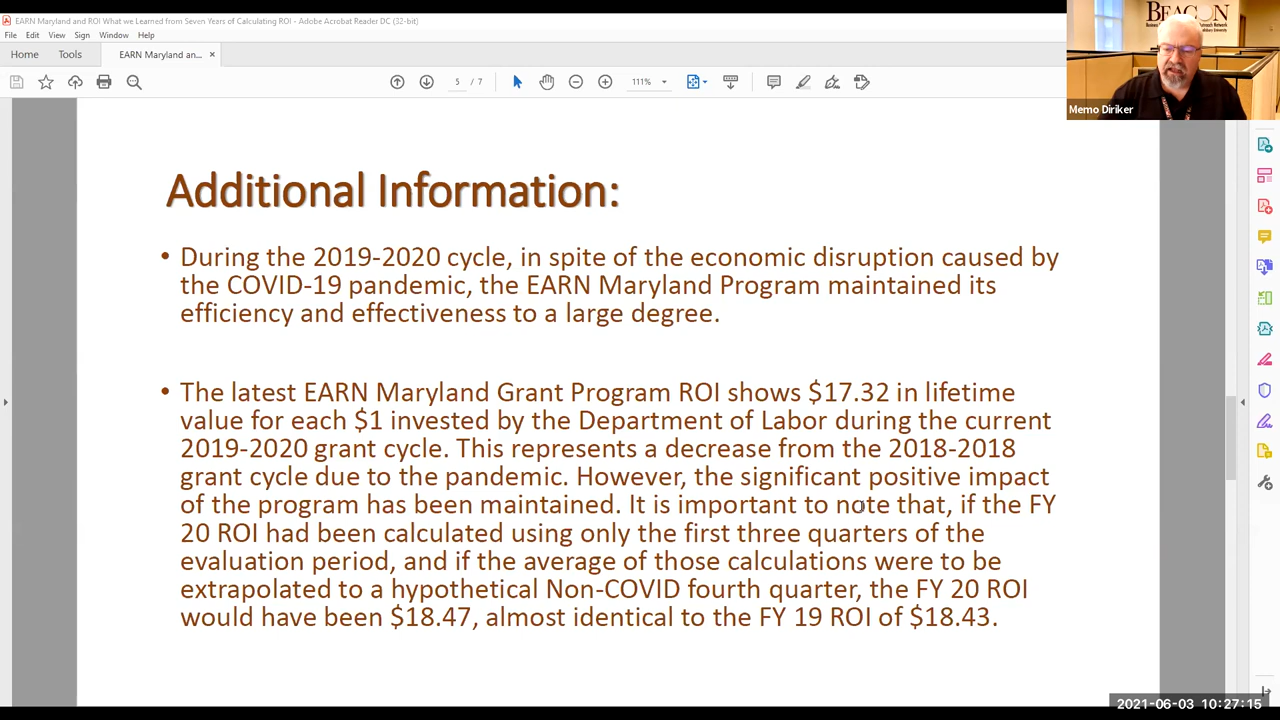 EARN Maryland and ROI What we Learned from Seven Years of Calculating ROI - Adobe Acrobat Reader DC (32-bit)
File Edit View Sign Window Help
Home Tools EARN Maryland an... ×
5 / 7 111%
BEACON
Memo Diriker
Additional Information:
• During the 2019-2020 cycle, in spite of the economic disruption caused by
the COVID-19 pandemic, the EARN Maryland Program maintained its
efficiency and effectiveness to a large degree.
• The latest EARN Maryland Grant Program ROI shows $17.32 in lifetime
value for each $1 invested by the Department of Labor during the current
2019-2020 grant cycle. This represents a decrease from the 2018-2018
grant cycle due to the pandemic. However, the significant positive impact
of the program has been maintained. It is important to note that, if the FY
20 ROI had been calculated using only the first three quarters of the
evaluation period, and if the average of those calculations were to be
extrapolated to a hypothetical Non-COVID fourth quarter, the FY 20 ROI
would have been $18.47, almost identical to the FY 19 ROI of $18.43.
2021-06-03 10:27:15